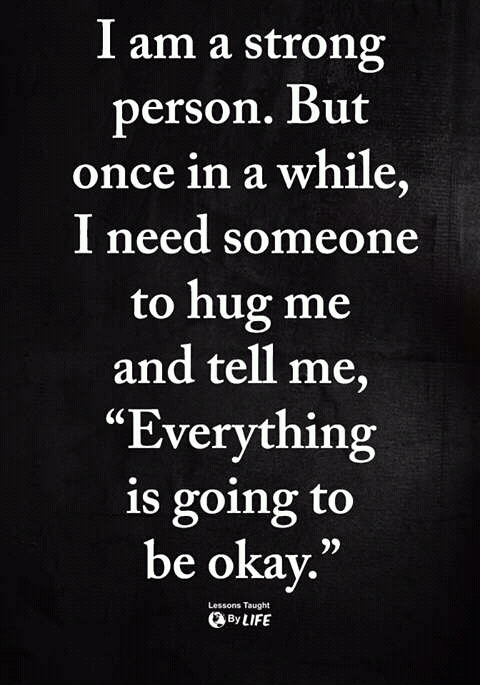 I am a strong
person. But
once in a while,
I need someone
to hug me
and tell me,
“Everything
is going to
be okay.”
Lessons Taught
By LIFE